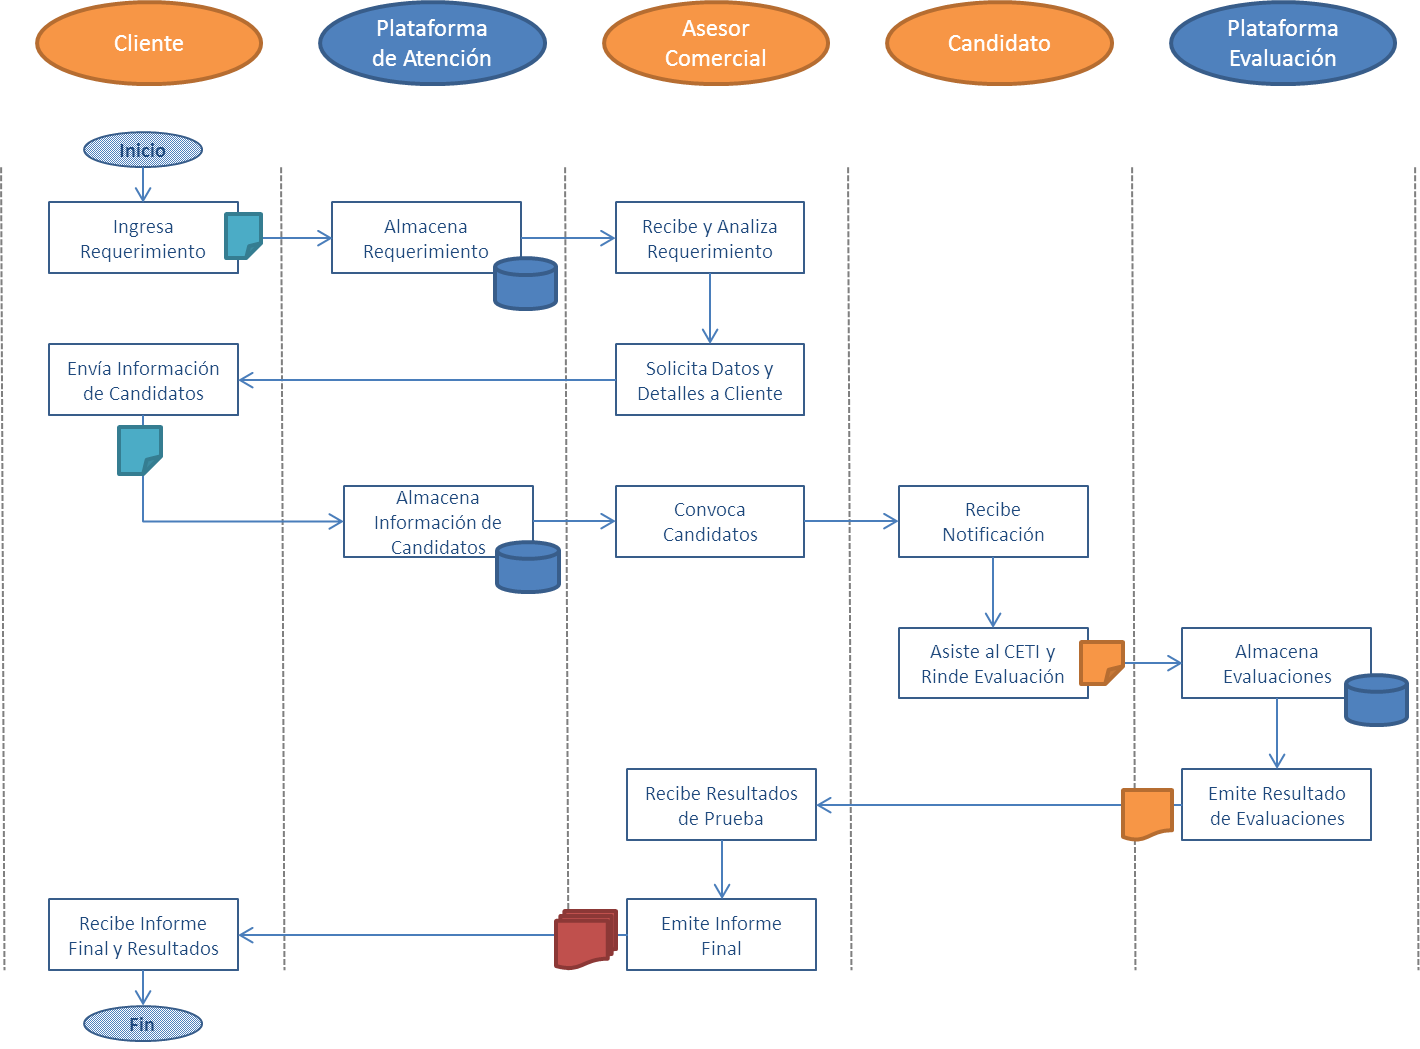 Cliente
Plataforma
de Atención
Asesor
Comercial
Candidato
Plataforma
Evaluación
Inicio
Ingresa
Requerimiento
Almacena
Requerimiento
Recibe y Analiza
Requerimiento
Envía Información
de Candidatos
Solicita Datos y
Detalles a Cliente
Almacena
Información de
Candidatos
Convoca
Candidatos
Recibe
Notificación
Asiste al CETI y
Rinde Evaluación
Almacena
Evaluaciones
Recibe Resultados
de Prueba
Emite Resultado
de Evaluaciones
Recibe Informe
Final y Resultados
Emite Informe
Final
Fin